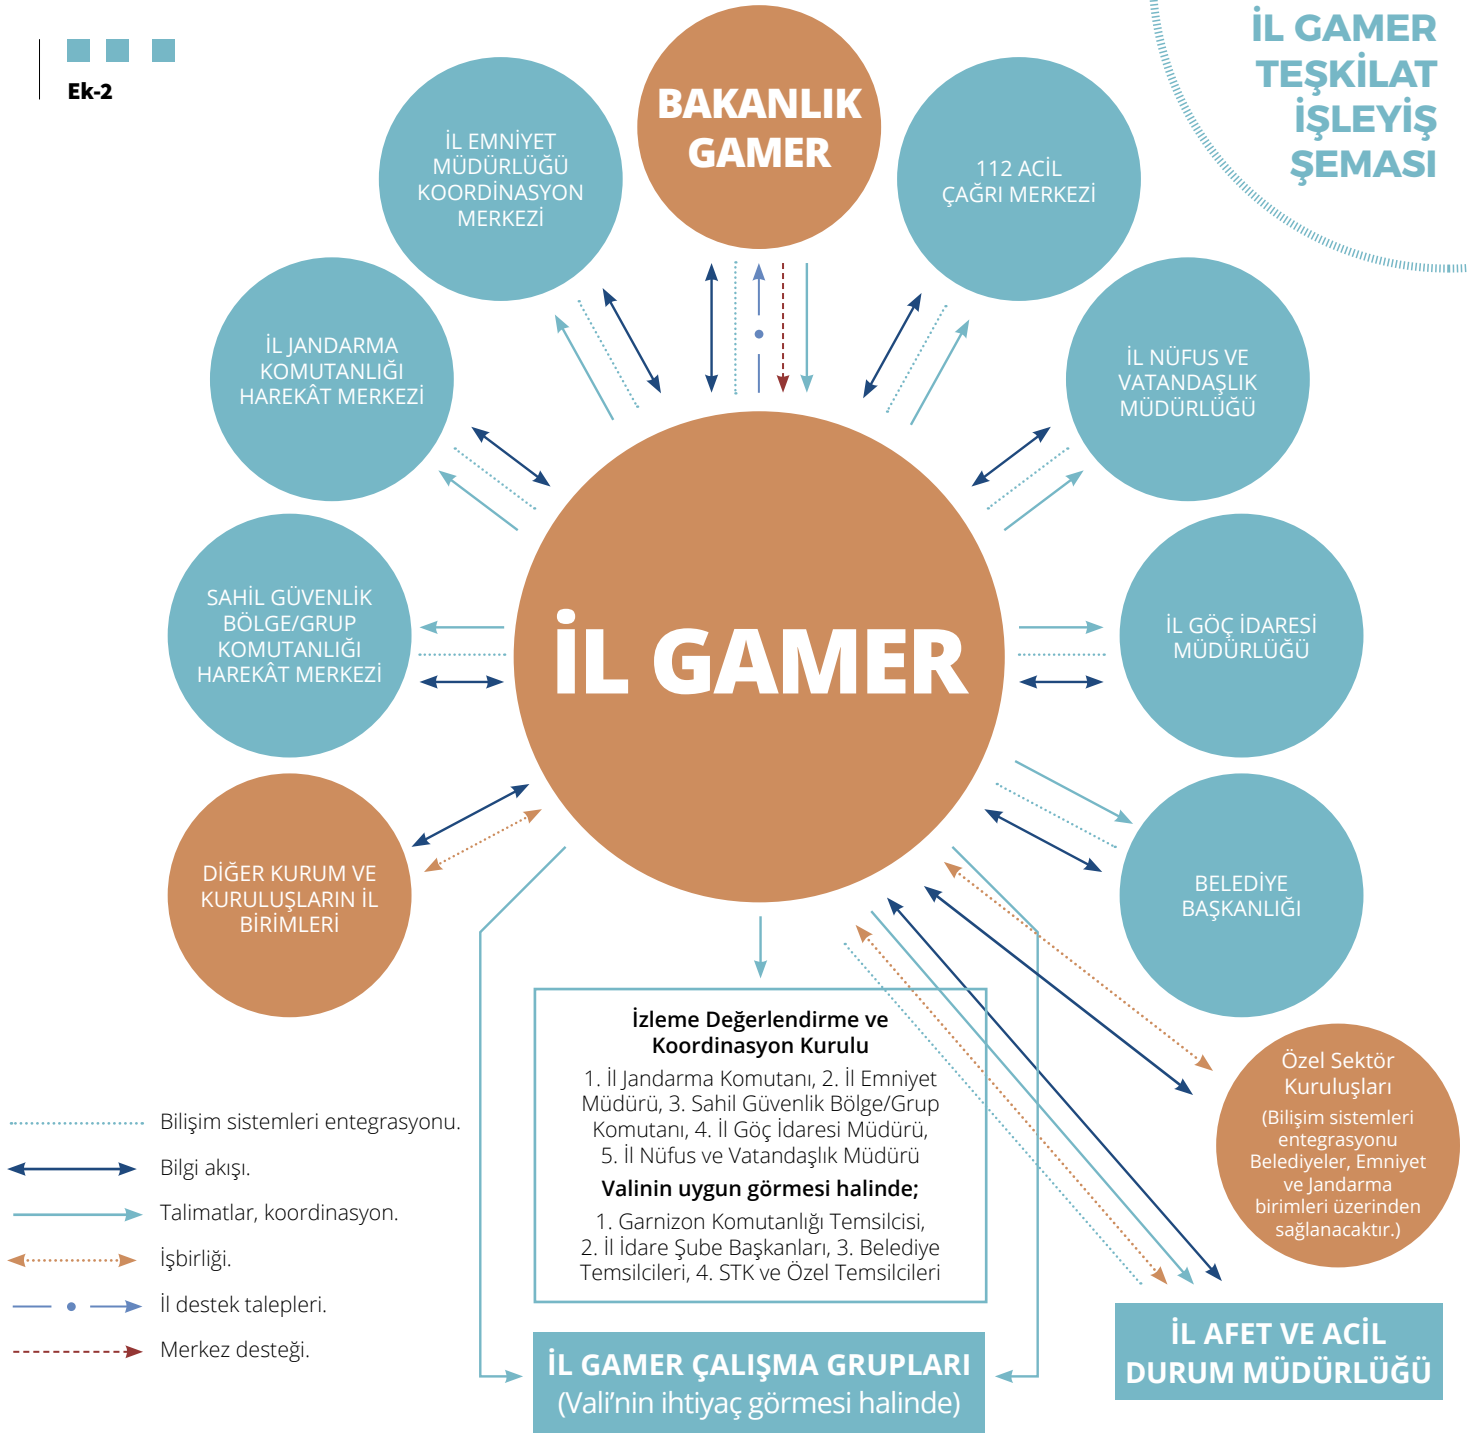 Ek-2
İL GAMER
TEŞKİLAT
İŞLEYİŞ
ŞEMASI
BAKANLIK
GAMER
İL EMNİYET
MÜDÜRLÜĞÜ
KOORDİNASYON
MERKEZİ
112 ACİL
ÇAĞRI MERKEZİ
İL JANDARMA
KOMUTANLIĞI
HAREKÂT MERKEZİ
İL NÜFUS VE
VATANDAŞLIK
MÜDÜRLÜĞÜ
SAHİL GÜVENLİK
BÖLGE/GRUP
KOMUTANLIĞI
HAREKÂT MERKEZİ
İL GAMER
İL GÖÇ İDARESİ
MÜDÜRLÜĞÜ
DİĞER KURUM VE
KURULUŞLARIN İL
BİRİMLERİ
BELEDİYE
BAŞKANLIĞI
İzleme Değerlendirme ve
Koordinasyon Kurulu
1. İl Jandarma Komutanı, 2. İl Emniyet
Müdürü, 3. Sahil Güvenlik Bölge/Grup
Komutanı, 4. İl Göç İdaresi Müdürü,
5. İl Nüfus ve Vatandaşlık Müdürü
Valinin uygun görmesi halinde;
1. Garnizon Komutanlığı Temsilcisi,
2. İl İdare Şube Başkanları, 3. Belediye
Temsilcileri, 4. STK ve Özel Temsilcileri
Özel Sektör
Kuruluşları
(Bilişim sistemleri
entegrasyonu
Belediyeler, Emniyet
ve Jandarma
birimleri üzerinden
sağlanacaktır.)
Bilişim sistemleri entegrasyonu.
Bilgi akışı.
Talimatlar, koordinasyon.
İşbirliği.
İl destek talepleri.
Merkez desteği.
İL GAMER ÇALIŞMA GRUPLARI
(Vali’nin ihtiyaç görmesi halinde)
İL AFET VE ACİL
DURUM MÜDÜRLÜĞÜ